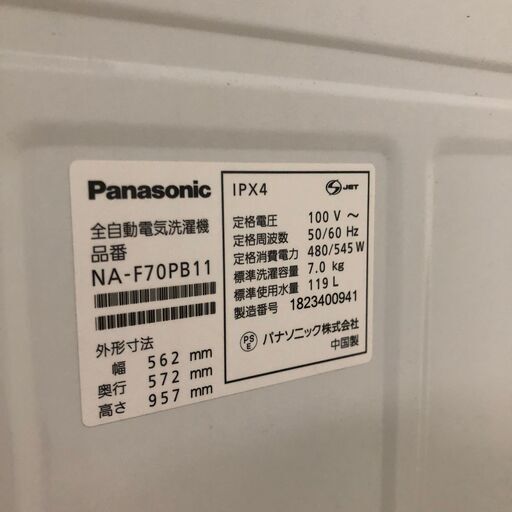 Panasonic
全自動電気洗濯機
品番
NA-F70PB11
外形寸法
幅 562 mm
奥行 572 mm
高さ 957 mm
IPX4
S JET
定格電圧 100 V ～
定格周波数 50/60 Hz
定格消費電力 480/545 W
標準洗濯容量 7.0 kg
標準使用水量 119 L
製造番号 1823400941
PSE パナソニック株式会社
中国製